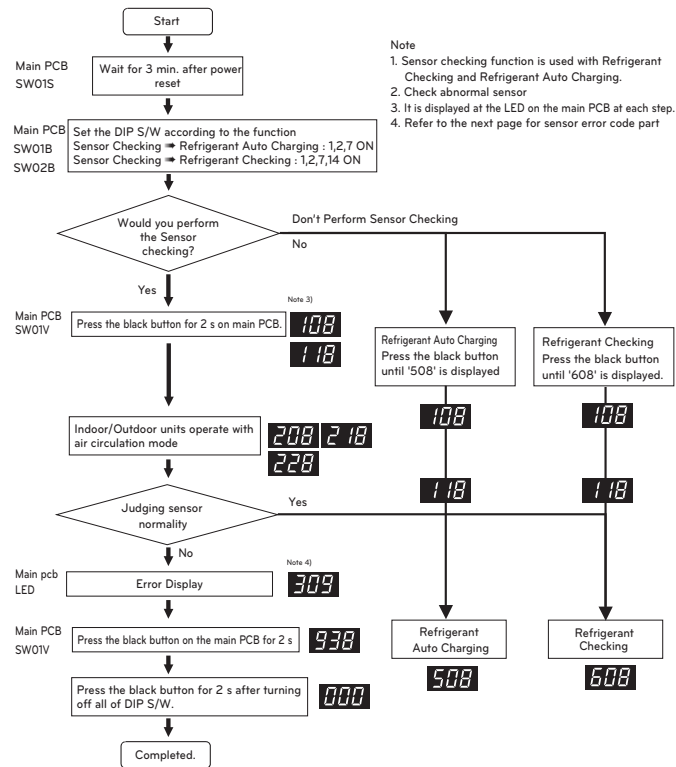 Start
Note
1. Sensor checking function is used with Refrigerant
Checking and Refrigerant Auto Charging.
2. Check abnormal sensor
3. It is displayed at the LED on the main PCB at each step.
4. Refer to the next page for sensor error code part
Main PCB
SW01S
Wait for 3 min. after power
reset
Main PCB
SW01B
SW02B
Set the DIP S/W according to the function
Sensor Checking ➠ Refrigerant Auto Charging : 1,2,7 ON
Sensor Checking ➠ Refrigerant Checking : 1,2,7,14 ON
Would you perform
the Sensor
checking?
Don't Perform Sensor Checking
No
Yes
Main PCB
SW01V
Press the black button for 2 s on main PCB.
Note 3)
108
118
Refrigerant Auto Charging
Press the black button
until '508' is displayed
Refrigerant Checking
Press the black button
until '608' is displayed.
108
108
Indoor/Outdoor units operate with
air circulation mode
208 218
228
118
118
Judging sensor
normality
Yes
No
Main pcb
LED
Error Display
Note 4)
309
Main PCB
SW01V
Press the black button on the main PCB for 2 s
938
Refrigerant
Auto Charging
508
Refrigerant
Checking
608
Press the black button for 2 s after turning
off all of DIP S/W.
000
Completed.